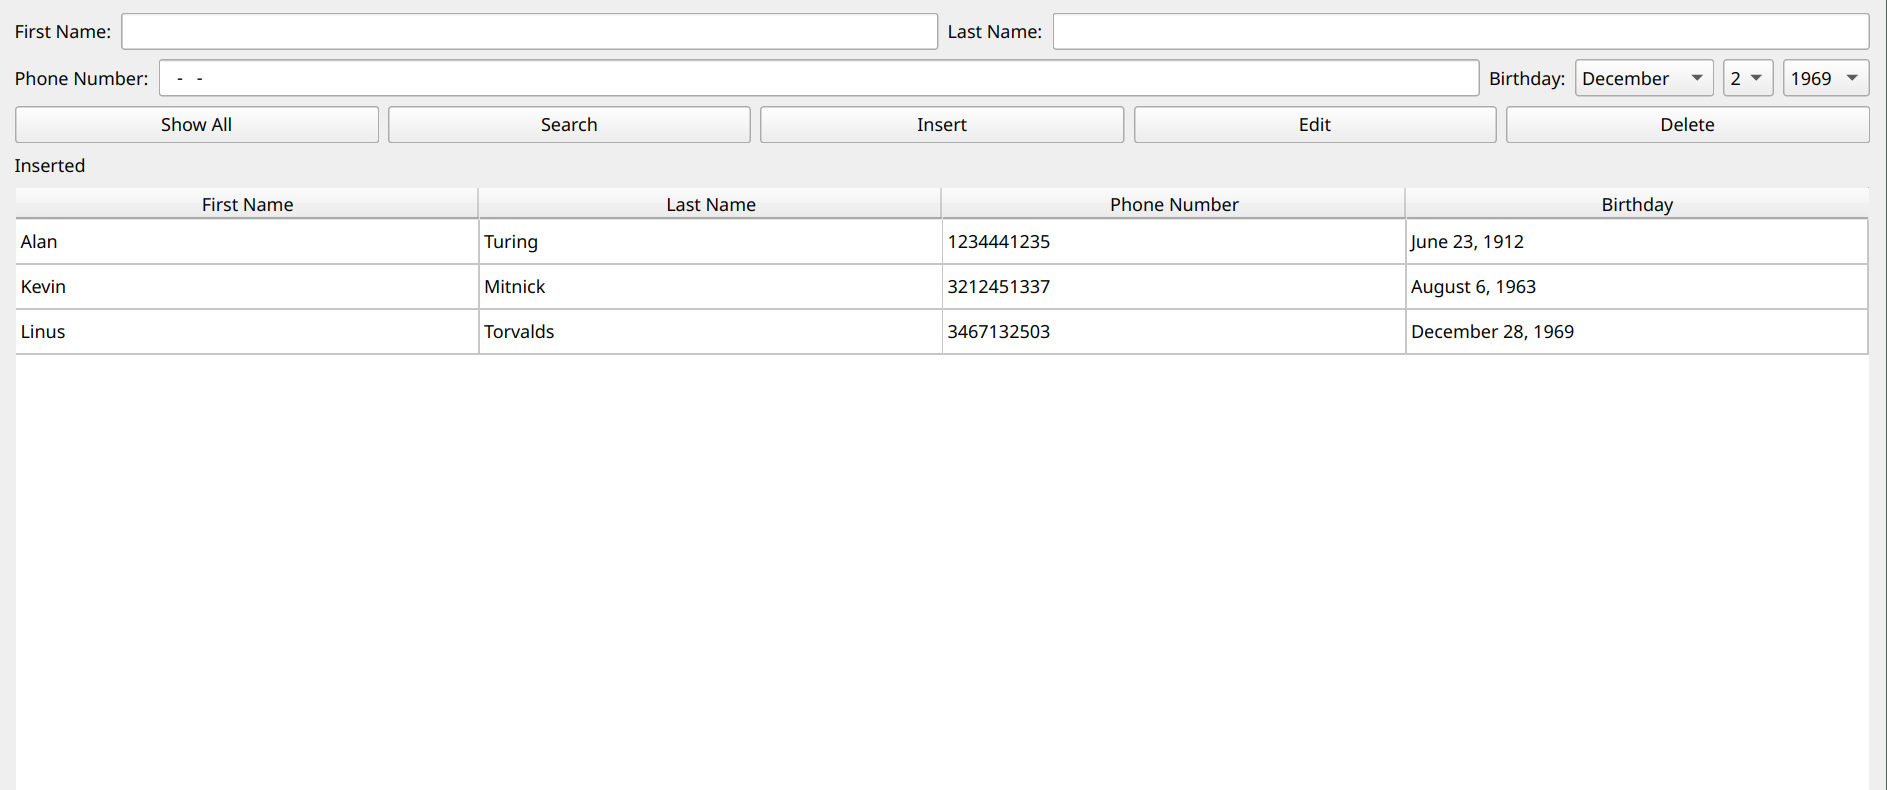 First Name: Last Name:
Phone Number: - - Birthday: December 2 1969
Show All Search Insert Edit Delete
Inserted
First Name Last Name Phone Number Birthday
Alan Turing 1234441235 June 23, 1912
Kevin Mitnick 3212451337 August 6, 1963
Linus Torvalds 3467132503 December 28, 1969